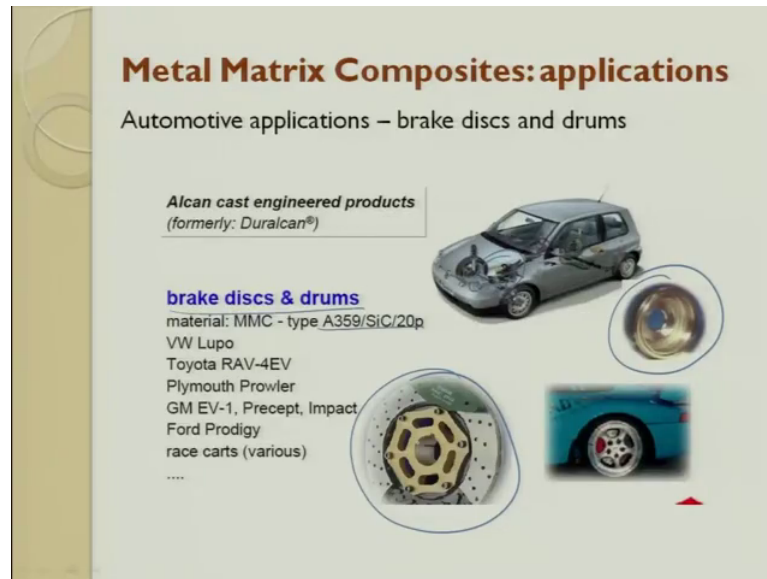 Metal Matrix Composites: applications
Automotive applications – brake discs and drums
Alcan cast engineered products
(formerly: Duralcan®)
brake discs & drums
material: MMC - type A359/SiC/20p
VW Lupo
Toyota RAV-4EV
Plymouth Prowler
GM EV-1, Precept, Impact
Ford Prodigy
race carts (various)
....